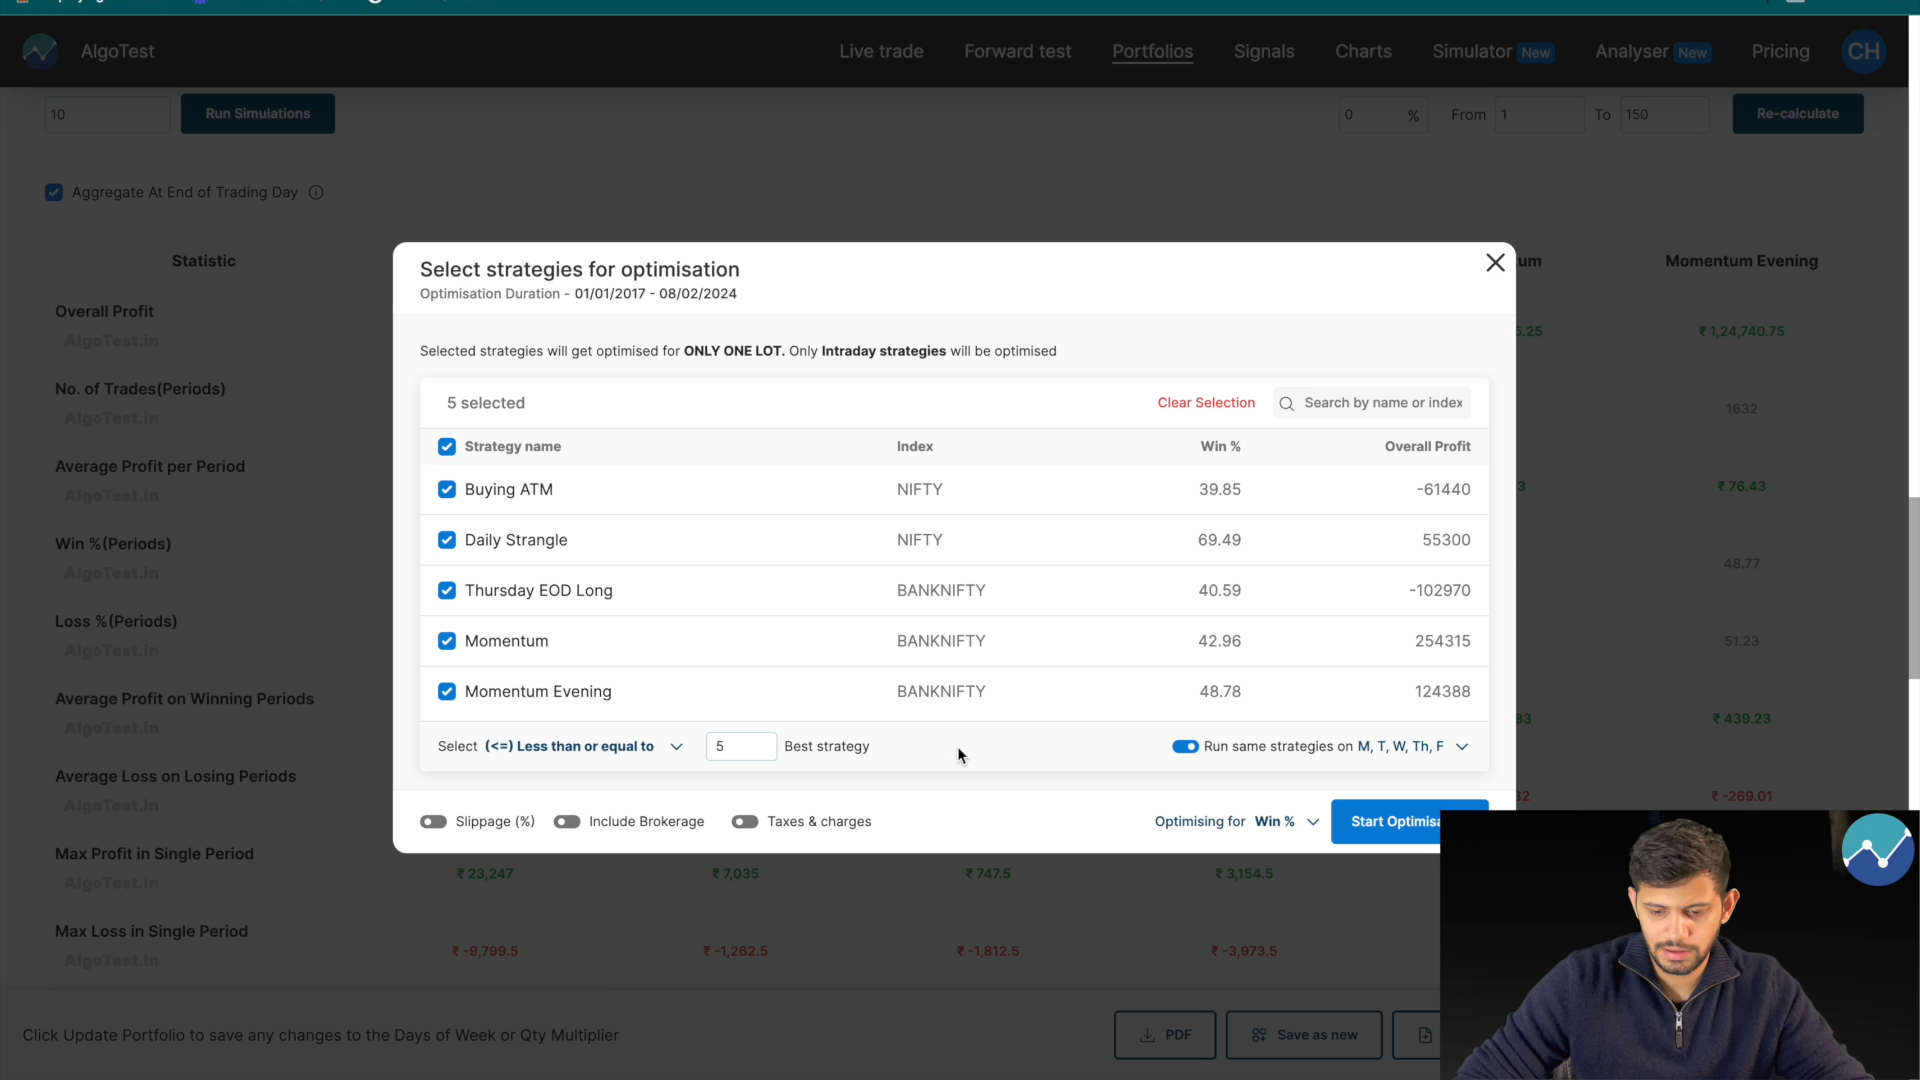 AlgoTest
Live trade
Forward test
Portfolios
Signals
Charts
Simulator New
Analyser New
Pricing
CH
10
Run Simulations
0 %
From 1
To 150
Re-calculate
Aggregate At End of Trading Day
Statistic
um
Momentum Evening
Overall Profit
AlgoTest.in
5.25
₹ 1,24,740.75
No. of Trades(Periods)
AlgoTest.in
1632
Average Profit per Period
AlgoTest.in
3
₹ 76.43
Win %(Periods)
AlgoTest.in
48.77
Loss %(Periods)
AlgoTest.in
51.23
Average Profit on Winning Periods
AlgoTest.in
33
₹ 439.23
Average Loss on Losing Periods
AlgoTest.in
32
₹ -269.01
Max Profit in Single Period
AlgoTest.in
₹ 23,247
₹ 7,035
₹ 747.5
₹ 3,154.5
Max Loss in Single Period
AlgoTest.in
₹ -9,799.5
₹ -1,262.5
₹ -1,812.5
₹ -3,973.5
Select strategies for optimisation
Optimisation Duration - 01/01/2017 - 08/02/2024
Selected strategies will get optimised for ONLY ONE LOT. Only Intraday strategies will be optimised
5 selected
Clear Selection
Search by name or index
Strategy name Index Win % Overall Profit
Buying ATM NIFTY 39.85 -61440
Daily Strangle NIFTY 69.49 55300
Thursday EOD Long BANKNIFTY 40.59 -102970
Momentum BANKNIFTY 42.96 254315
Momentum Evening BANKNIFTY 48.78 124388
Select (<=) Less than or equal to 5 Best strategy
Run same strategies on M, T, W, Th, F
Slippage (%)
Include Brokerage
Taxes & charges
Optimising for Win %
Start Optimisa
Click Update Portfolio to save any changes to the Days of Week or Qty Multiplier
PDF
Save as new